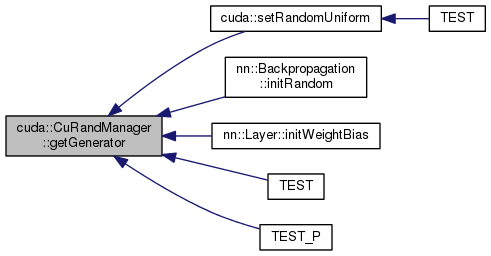 cuda::setRandomUniform
TEST
nn::Backpropagation
::initRandom
cuda::CuRandManager
::getGenerator
nn::Layer::initWeightBias
TEST
TEST_P